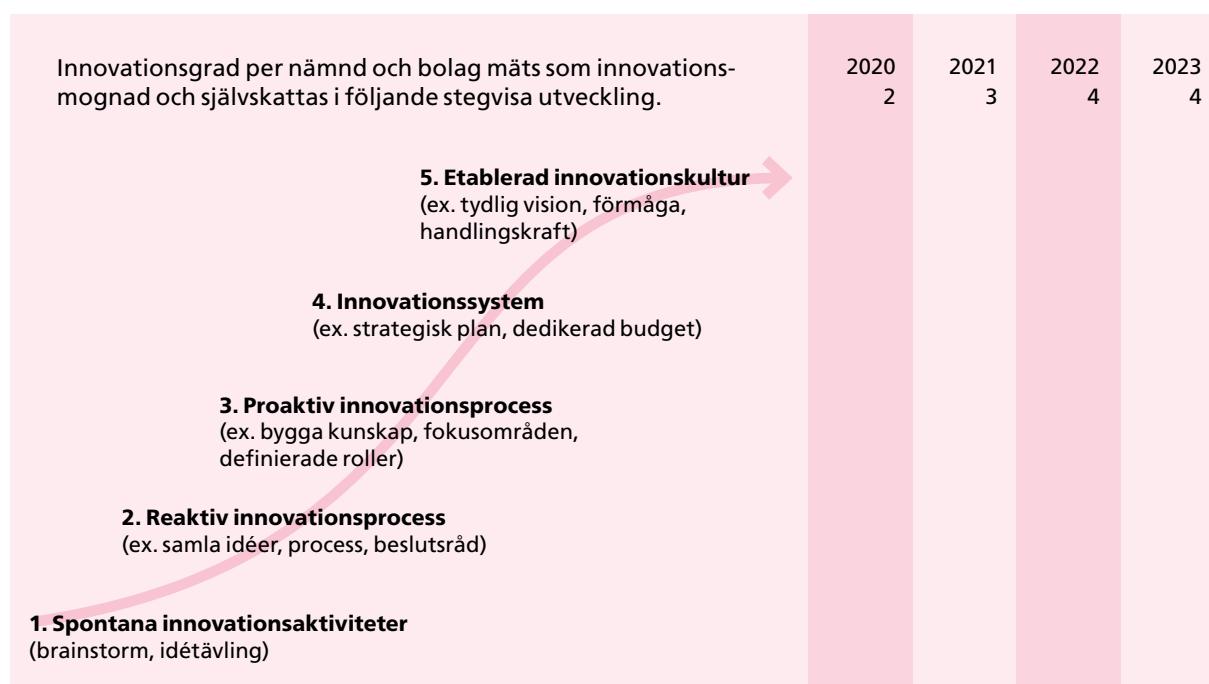 Innovationsgrad per nämnd och bolag mäts som innovations-
mognad och självskattas i följande stegvisa utveckling.
2020 2021 2022 2023
2 3 4 4
5. Etablerad innovationskultur
(ex. tydlig vision, förmåga,
handlingskraft)
4. Innovationssystem
(ex. strategisk plan, dedikerad budget)
3. Proaktiv innovationsprocess
(ex. bygga kunskap, fokusområden,
definierade roller)
2. Reaktiv innovationsprocess
(ex. samla idéer, process, beslutsråd)
1. Spontana innovationsaktiviteter
(brainstorm, idétävling)